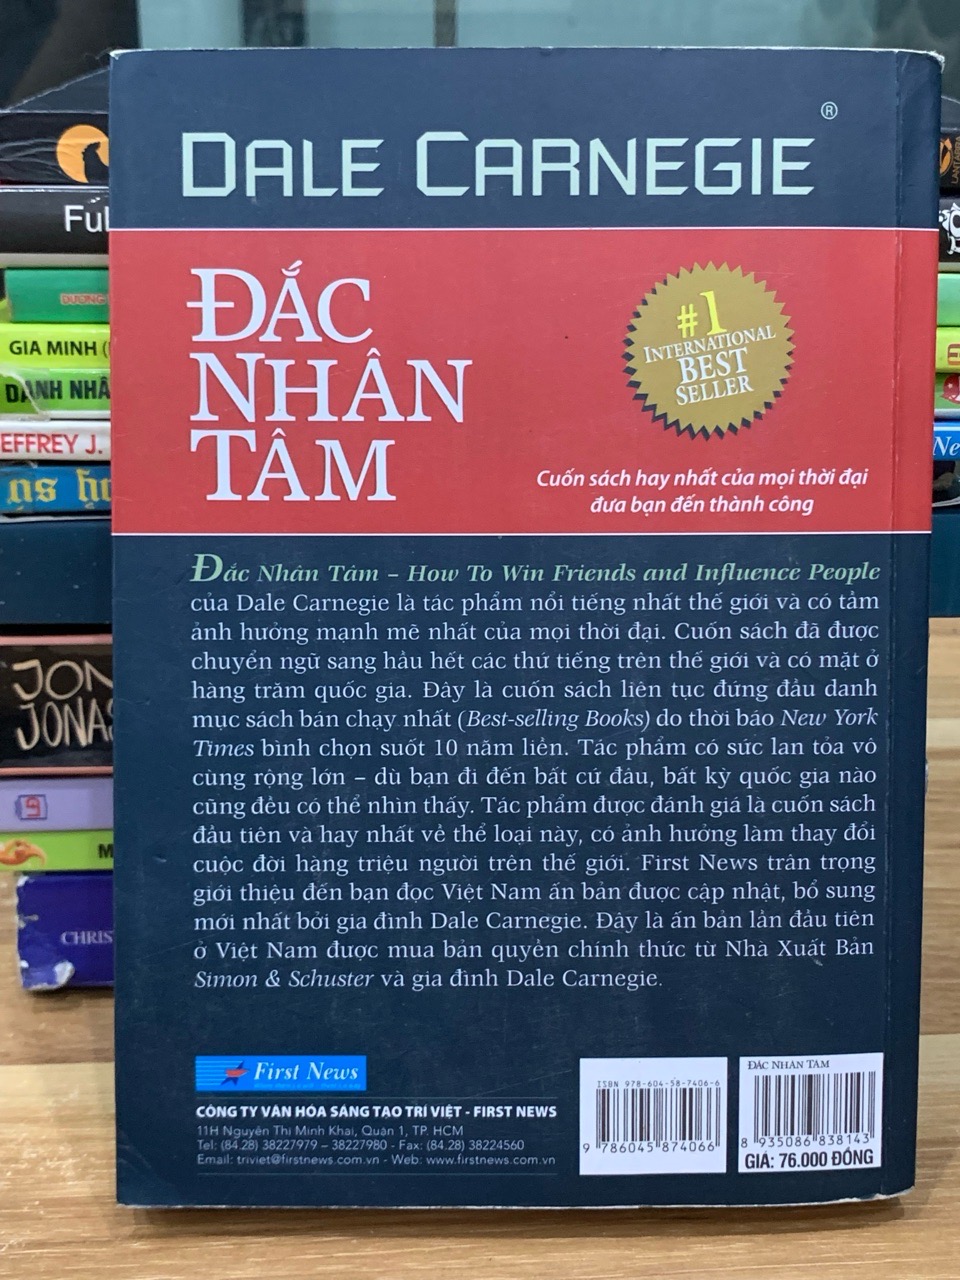 DALE CARNEGIE ®
ĐẮC
NHÂN
TÂM
#1
INTERNATIONAL
BEST
SELLER
Cuốn sách hay nhất của mọi thời đại
đưa bạn đến thành công
Đắc Nhân Tâm – How To Win Friends and Influence People
của Dale Carnegie là tác phẩm nổi tiếng nhất thế giới và có tầm
ảnh hưởng mạnh mẽ nhất của mọi thời đại. Cuốn sách đã được
chuyển ngữ sang hầu hết các thứ tiếng trên thế giới và có mặt ở
hàng trăm quốc gia. Đây là cuốn sách liên tục đứng đầu danh
mục sách bán chạy nhất (Best-selling Books) do thời báo New York
Times bình chọn suốt 10 năm liền. Tác phẩm có sức lan tỏa vô
cùng rộng lớn – dù bạn đi đến bất cứ đâu, bất kỳ quốc gia nào
cũng đều có thể nhìn thấy. Tác phẩm được đánh giá là cuốn sách
đầu tiên và hay nhất về thể loại này, có ảnh hưởng làm thay đổi
cuộc đời hàng triệu người trên thế giới. First News trân trọng
giới thiệu đến bạn đọc Việt Nam ấn bản được cập nhật, bổ sung
mới nhất bởi gia đình Dale Carnegie. Đây là ấn bản lần đầu tiên
ở Việt Nam được mua bản quyền chính thức từ Nhà Xuất Bản
Simon & Schuster và gia đình Dale Carnegie.
First News
CÔNG TY VĂN HÓA SÁNG TẠO TRÍ VIỆT - FIRST NEWS
11H Nguyễn Thị Minh Khai, Quận 1, TP. HCM
Tel: (84.28) 38227979 – 38227980 - Fax: (84.28) 38224560
Email: triviet@firstnews.com.vn - Web: www.firstnews.com.vn
ISBN 978-604-58-7406-6
9 786045 874066
ĐẮC NHÂN TÂM
8 935086 838143
GIÁ: 76.000 ĐỒNG
Ful
DƯƠNG
GIA MINH (
DANH NHÂ
EFFREY J.
JON
JONAS
M
CHRIS
Ne